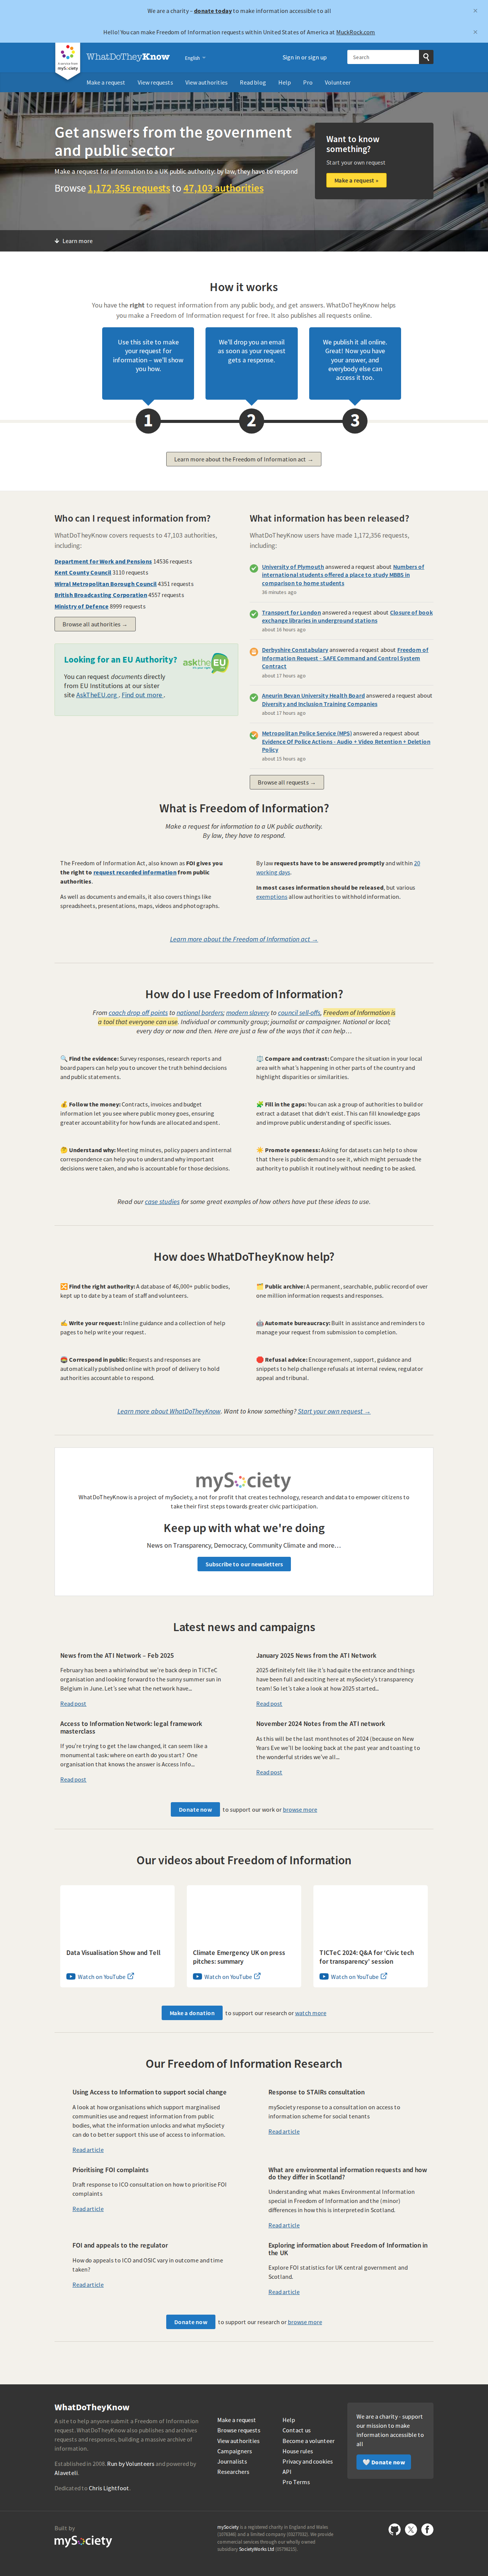 We are a charity – donate today to make information accessible to all
×
Hello! You can make Freedom of Information requests within United States of America at MuckRock.com
×
A service from
mySociety
WhatDoTheyKnow
English
Sign in or sign up
Search
Make a request
View requests
View authorities
Read blog
Help
Pro
Volunteer
Get answers from the government
and public sector
Make a request for information to a UK public authority: by law, they have to respond
Browse 1,172,356 requests to 47,103 authorities
Want to know
something?
Start your own request
Make a request »
Learn more
How it works
You have the right to request information from any public body, and get answers. WhatDoTheyKnow helps
you make a Freedom of Information request for free. It also publishes all requests online.
Use this site to make
your request for
information – we'll show
you how.
We'll drop you an email
as soon as your request
gets a response.
We publish it all online.
Great! Now you have
your answer, and
everybody else can
access it too.
1
2
3
Learn more about the Freedom of Information act →
Who can I request information from?
WhatDoTheyKnow covers requests to 47,103 authorities,
including:
Department for Work and Pensions 14536 requests
Kent County Council 3110 requests
Wirral Metropolitan Borough Council 4351 requests
British Broadcasting Corporation 4557 requests
Ministry of Defence 8999 requests
Browse all authorities →
Looking for an EU Authority?
asktheEU
You can request documents directly
from EU Institutions at our sister
site AskTheEU.org . Find out more .
What information has been released?
WhatDoTheyKnow users have made 1,172,356 requests,
including:
University of Plymouth answered a request about Numbers of
international students offered a place to study MBBS in
comparison to home students
36 minutes ago
Transport for London answered a request about Closure of book
exchange libraries in underground stations
about 16 hours ago
Derbyshire Constabulary answered a request about Freedom of
Information Request - SAFE Command and Control System
Contract
about 17 hours ago
Aneurin Bevan University Health Board answered a request about
Diversity and Inclusion Training Companies
about 17 hours ago
Metropolitan Police Service (MPS) answered a request about
Evidence Of Police Actions - Audio + Video Retention + Deletion
Policy
about 15 hours ago
Browse all requests →
What is Freedom of Information?
Make a request for information to a UK public authority.
By law, they have to respond.
The Freedom of Information Act, also known as FOI gives you
the right to request recorded information from public
authorities.
As well as documents and emails, it also covers things like
spreadsheets, presentations, maps, videos and photographs.
By law requests have to be answered promptly and within 20
working days.
In most cases information should be released, but various
exemptions allow authorities to withhold information.
Learn more about the Freedom of information act →
How do I use Freedom of Information?
From coach drop off points to national borders; modern slavery to council sell-offs, Freedom of Information is
a tool that everyone can use. Individual or community group; journalist or campaigner. National or local;
every day or now and then. Here are just a few of the ways that it can help…
🔍 Find the evidence: Survey responses, research reports and
board papers can help you to uncover the truth behind decisions
and public statements.
⚖️ Compare and contrast: Compare the situation in your local
area with what's happening in other parts of the country and
highlight disparities or similarities.
💰 Follow the money: Contracts, invoices and budget
information let you see where public money goes, ensuring
greater accountability for how funds are allocated and spent.
🧩 Fill in the gaps: You can ask a group of authorities to build or
extract a dataset that didn't exist. This can fill knowledge gaps
and improve public understanding of specific issues.
🤔 Understand why: Meeting minutes, policy papers and internal
correspondence can help you to understand why important
decisions were taken, and who is accountable for those decisions.
☀️ Promote openness: Asking for datasets can help to show
that there is public demand to see it, which might persuade the
authority to publish it routinely without needing to be asked.
Read our case studies for some great examples of how others have put these ideas to use.
How does WhatDoTheyKnow help?
🔀 Find the right authority: A database of 46,000+ public bodies,
kept up to date by a team of staff and volunteers.
🗂️ Public archive: A permanent, searchable, public record of over
one million information requests and responses.
✍️ Write your request: Inline guidance and a collection of help
pages to help write your request.
🤖 Automate bureaucracy: Built in assistance and reminders to
manage your request from submission to completion.
📮 Correspond in public: Requests and responses are
automatically published online with proof of delivery to hold
authorities accountable to respond.
🛑 Refusal advice: Encouragement, support, guidance and
snippets to help challenge refusals at internal review, regulator
appeal and tribunal.
Learn more about WhatDoTheyKnow. Want to know something? Start your own request →
mySociety
WhatDoTheyKnow is a project of mySociety, a not for profit that creates technology, research and data to empower citizens to
take their first steps towards greater civic participation.
Keep up with what we're doing
News on Transparency, Democracy, Community Climate and more…
Subscribe to our newsletters
Latest news and campaigns
News from the ATI Network – Feb 2025
February has been a whirlwind but we're back deep in our TICTeC
organisation and looking forward to the sunny summer sun in
Belgium in June. Let's see what the network have...
Read post
January 2025 News from the ATI Network
2025 definitely felt like it's had quite the entrance and things
have been full and exciting here at mySociety's transparency
team! So let's take a look at how 2025 started...
Read post
Access to Information Network: legal framework
masterclass
If you're trying to get the law changed, it can seem like a
monumental task: where on earth do you start? One
organisation that knows the answer is Access Info...
Read post
November 2024 Notes from the ATI network
As this will be the last monthnotes of 2024 (because on New
Years Eve we'll be looking back at the past year and toasting to
the wonderful strides we've all...
Read post
Donate now to support our work or browse more
Our videos about Freedom of Information
Data Visualisation Show and Tell
Watch on YouTube
Climate Emergency UK on press
pitches: summary
Watch on YouTube
TICTeC 2024: Q&A for 'Civic tech
for transparency' session
Watch on YouTube
Make a donation to support our research or watch more
Our Freedom of Information Research
Using Access to Information to support social change
A look at how organisations which support marginalised
communities use and request information from public
bodies, what the information unlocks and what mySociety
can do to better support this use of access to information.
Read article
Response to STAIRs consultation
mySociety response to a consultation on access to
information scheme for social tenants
Read article
Prioritising FOI complaints
Draft response to ICO consultation on how to prioritise FOI
complaints
Read article
What are environmental information requests and how
do they differ in Scotland?
Understanding what makes Environmental Information
special in Freedom of Information and the (minor)
differences in how this is interpreted in Scotland.
Read article
FOI and appeals to the regulator
How do appeals to ICO and OSIC vary in outcome and time
taken?
Read article
Exploring information about Freedom of Information in
the UK
Explore FOI statistics for UK central government and
Scotland.
Read article
Donate now to support our research or browse more
WhatDoTheyKnow
A site to help anyone submit a Freedom of Information
request. WhatDoTheyKnow also publishes and archives
requests and responses, building a massive archive of
information.
Established in 2008. Run by Volunteers and powered by
Alaveteli.
Dedicated to Chris Lightfoot.
Make a request
Browse requests
View authorities
Campaigners
Journalists
Researchers
Help
Contact us
Become a volunteer
House rules
Privacy and cookies
API
Pro Terms
We are a charity - support
our mission to make
information accessible to
all
🤍 Donate now
Built by
mySociety
mySociety is a registered charity in England and Wales
(1076346) and a limited company (03277032). We provide
commercial services through our wholly owned
subsidiary SocietyWorks Ltd (05798215).